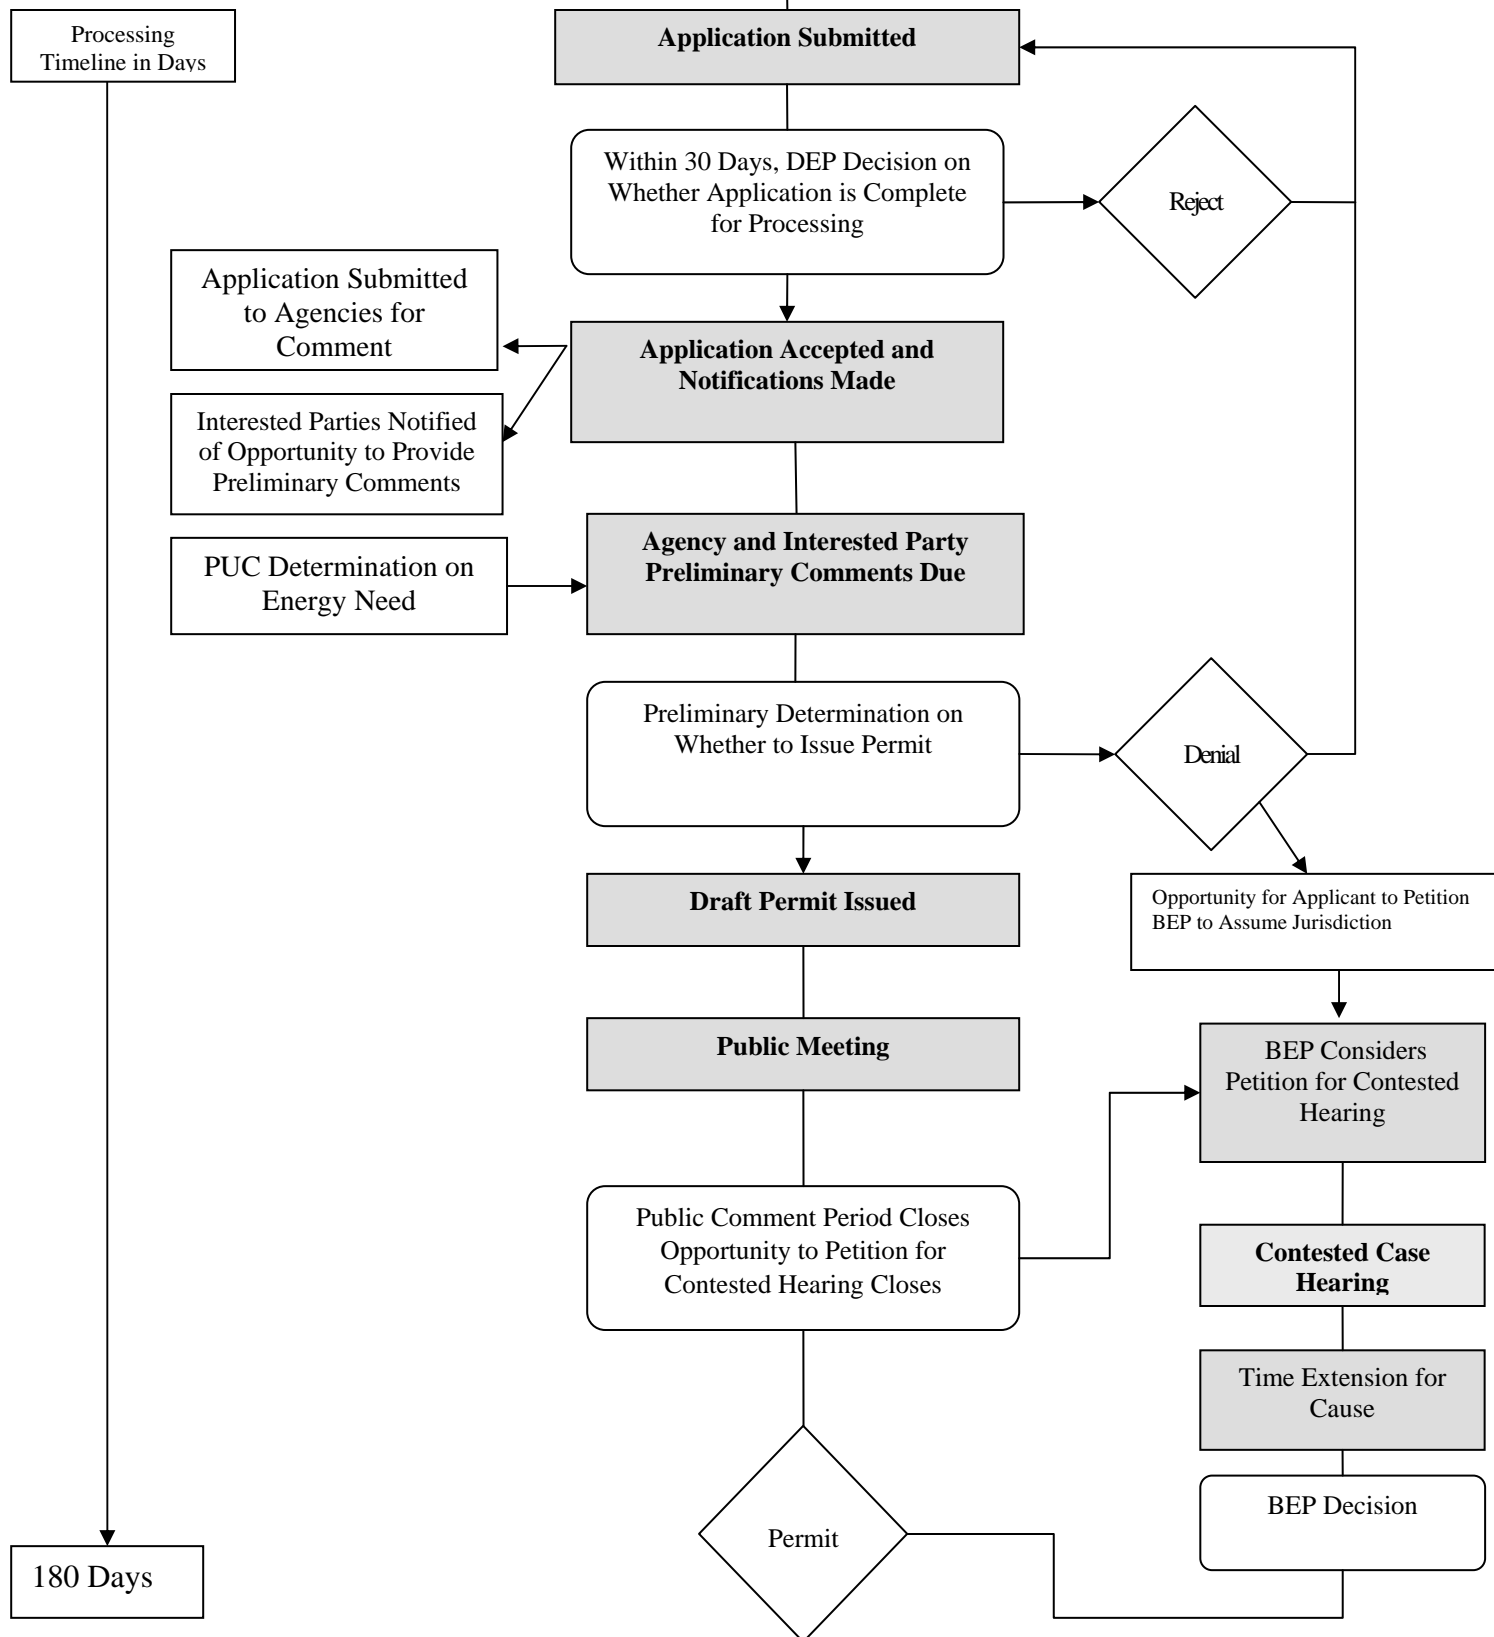 Processing
Timeline in Days
Application Submitted
Within 30 Days, DEP Decision on
Whether Application is Complete
for Processing
Reject
Application Submitted
to Agencies for
Comment
Application Accepted and
Notifications Made
Interested Parties Notified
of Opportunity to Provide
Preliminary Comments
PUC Determination on
Energy Need
Agency and Interested Party
Preliminary Comments Due
Preliminary Determination on
Whether to Issue Permit
Denial
Draft Permit Issued
Opportunity for Applicant to Petition
BEP to Assume Jurisdiction
Public Meeting
BEP Considers
Petition for Contested
Hearing
Public Comment Period Closes
Opportunity to Petition for
Contested Hearing Closes
Contested Case
Hearing
Time Extension for
Cause
BEP Decision
Permit
180 Days